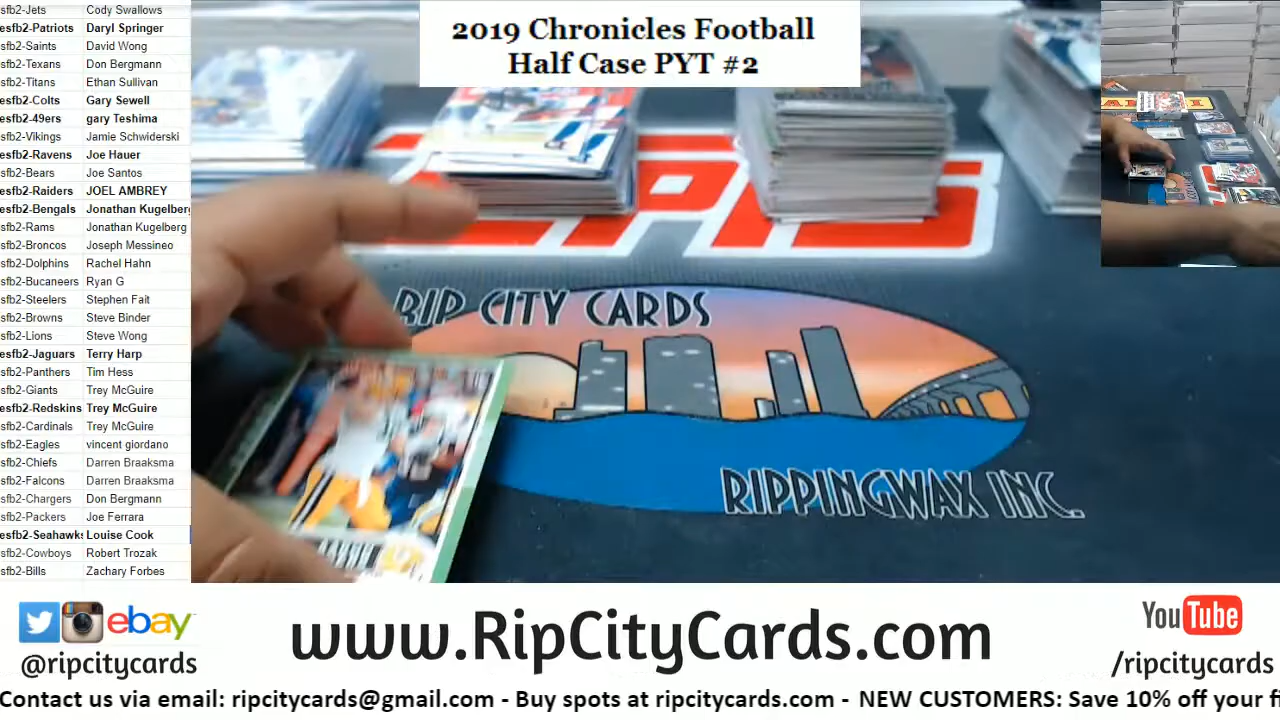 sfb2-Jets Cody Swallows
esfb2-Patriots Daryl Springer
sfb2-Saints David Wong
sfb2-Texans Don Bergmann
sfb2-Titans Ethan Sullivan
esfb2-Colts Gary Sewell
esfb2-49ers gary Teshima
sfb2-Vikings Jamie Schwiderski
esfb2-Ravens Joe Hauer
sfb2-Bears Joe Santos
esfb2-Raiders JOEL AMBREY
esfb2-Bengals Jonathan Kugelberg
sfb2-Rams Jonathan Kugelberg
sfb2-Broncos Joseph Messineo
sfb2-Dolphins Rachel Hahn
sfb2-Bucaneers Ryan G
sfb2-Steelers Stephen Fait
sfb2-Browns Steve Binder
sfb2-Lions Steve Wong
esfb2-Jaguars Terry Harp
sfb2-Panthers Tim Hess
sfb2-Giants Trey McGuire
esfb2-Redskins Trey McGuire
sfb2-Cardinals Trey McGuire
sfb2-Eagles vincent giordano
sfb2-Chiefs Darren Braaksma
sfb2-Falcons Darren Braaksma
sfb2-Chargers Don Bergmann
sfb2-Packers Joe Ferrara
esfb2-Seahawks Louise Cook
sfb2-Cowboys Robert Trozak
sfb2-Bills Zachary Forbes
2019 Chronicles Football
Half Case PYT #2
RIP CITY CARDS
RIPPINGWAX INC.
ebay
@ripcitycards
www.RipCityCards.com
YouTube
/ripcitycards
Contact us via email: ripcitycards@gmail.com - Buy spots at ripcitycards.com - NEW CUSTOMERS: Save 10% off your fi